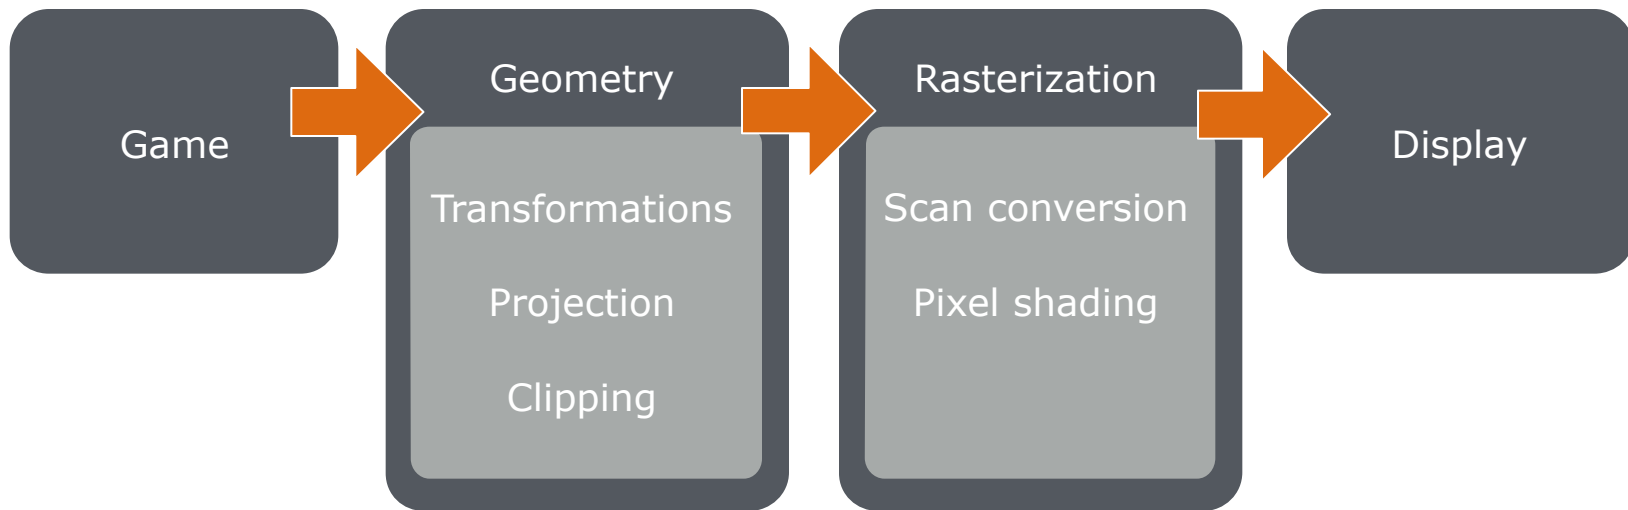 Game
Geometry
Transformations
Projection
Clipping
Rasterization
Scan conversion
Pixel shading
Display